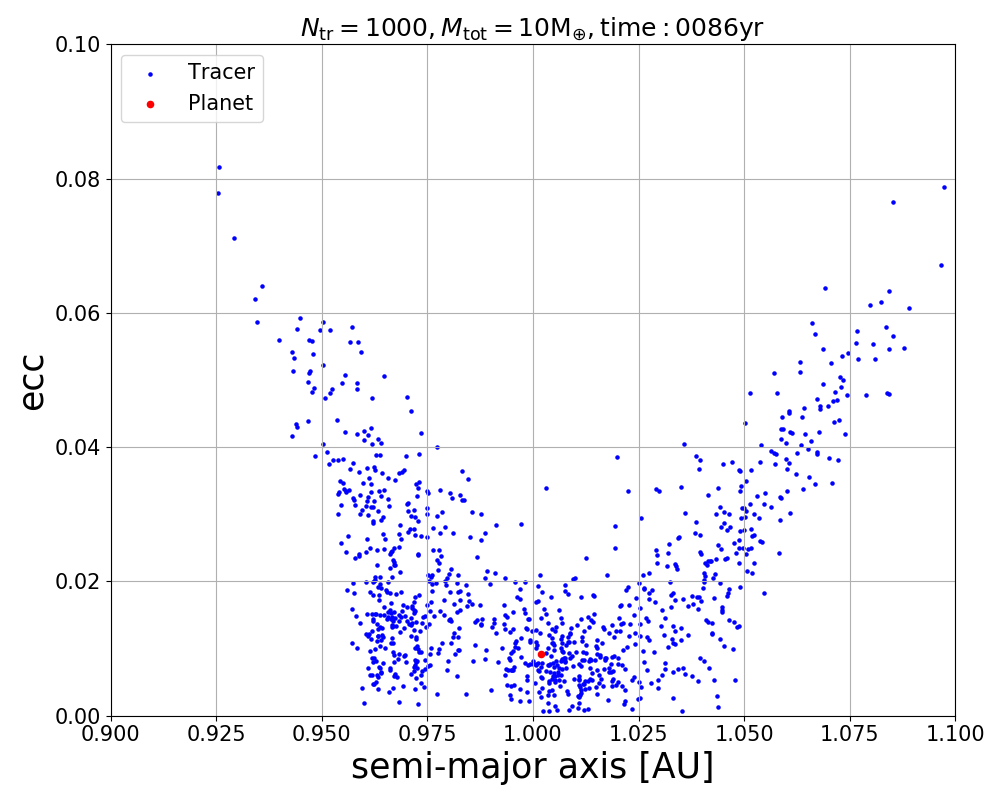 N_tr = 1000, M_tot = 10M_⊕, time : 0086yr
Tracer
Planet
0.10
0.08
0.06
0.04
0.02
0.00
ecc
0.900 0.925 0.950 0.975 1.000 1.025 1.050 1.075 1.100
semi-major axis [AU]